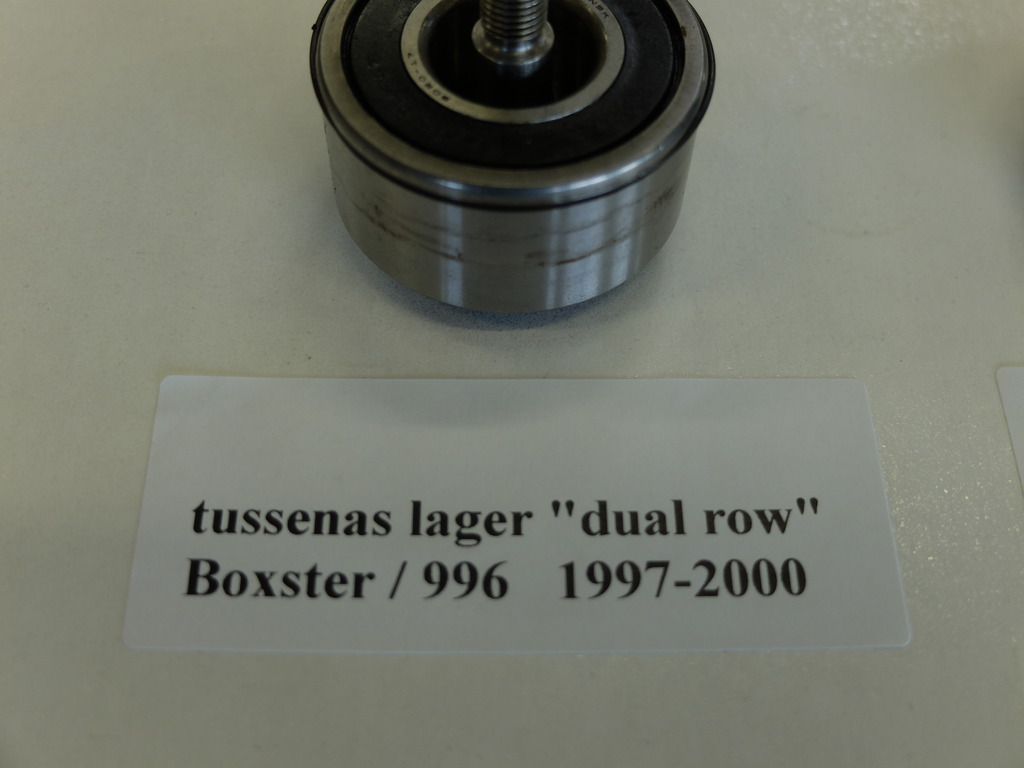 tussenas lager "dual row"
Boxster / 996 1997-2000